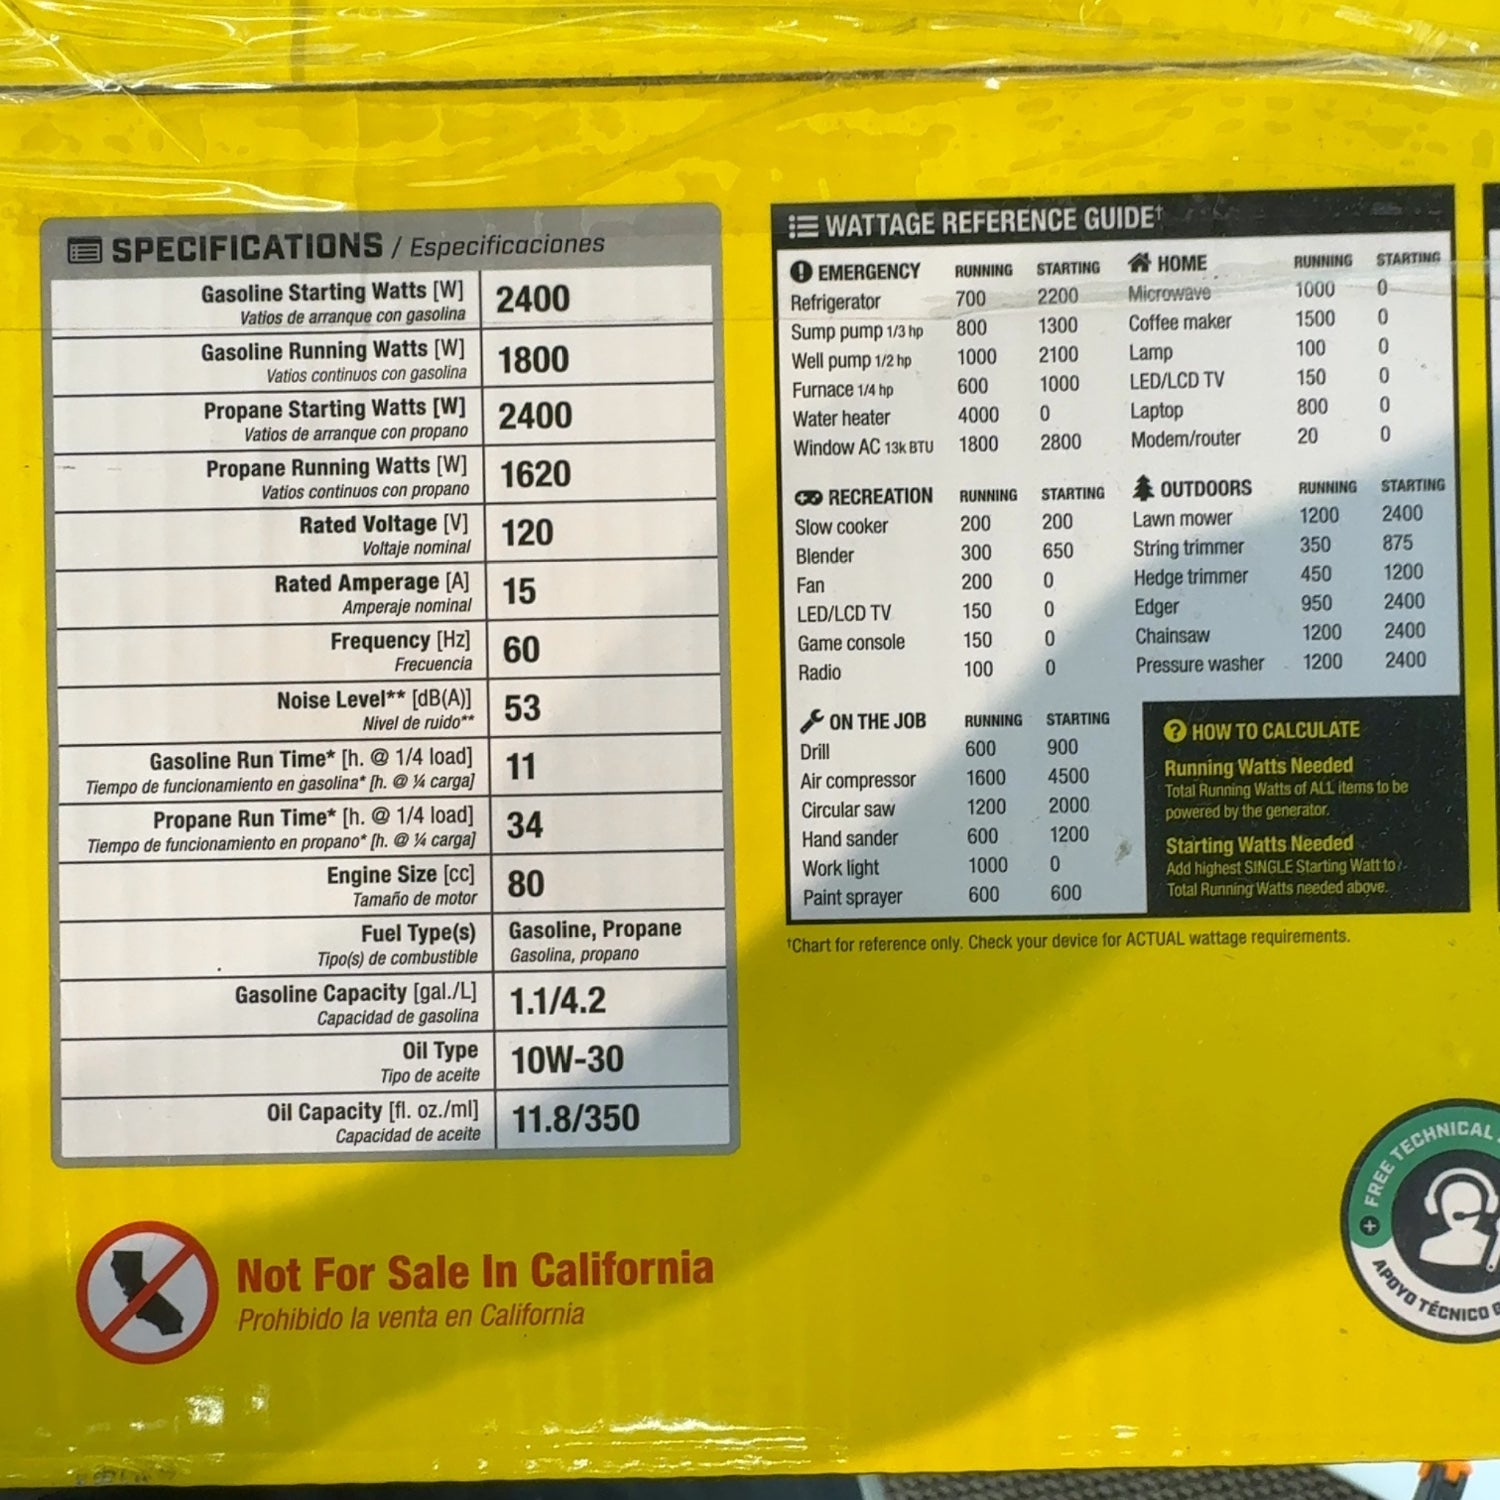 SPECIFICATIONS / Especificaciones
Gasoline Starting Watts [W] 2400
Vatios de arranque con gasolina
Gasoline Running Watts [W] 1800
Vatios continuos con gasolina
Propane Starting Watts [W] 2400
Vatios de arranque con propano
Propane Running Watts [W] 1620
Vatios continuos con propano
Rated Voltage [V] 120
Voltaje nominal
Rated Amperage [A] 15
Amperaje nominal
Frequency [Hz] 60
Frecuencia
Noise Level** [dB(A)] 53
Nivel de ruido**
Gasoline Run Time* [h. @ 1/4 load] 11
Tiempo de funcionamiento en gasolina* [h. @ ¼ carga]
Propane Run Time* [h. @ 1/4 load] 34
Tiempo de funcionamiento en propano* [h. @ ¼ carga]
Engine Size [cc] 80
Tamaño de motor
Fuel Type(s) Gasoline, Propane
Tipo(s) de combustible Gasolina, propano
Gasoline Capacity [gal./L] 1.1/4.2
Capacidad de gasolina
Oil Type 10W-30
Tipo de aceite
Oil Capacity [fl. oz./ml] 11.8/350
Capacidad de aceite
Not For Sale In California
Prohibido la venta en California
WATTAGE REFERENCE GUIDE†
EMERGENCY RUNNING STARTING
Refrigerator 700 2200
Sump pump 1/3 hp 800 1300
Well pump 1/2 hp 1000 2100
Furnace 1/4 hp 600 1000
Water heater 4000 0
Window AC 13k BTU 1800 2800
HOME RUNNING STARTING
Microwave 1000 0
Coffee maker 1500 0
Lamp 100 0
LED/LCD TV 150 0
Laptop 800 0
Modem/router 20 0
RECREATION RUNNING STARTING
Slow cooker 200 200
Blender 300 650
Fan 200 0
LED/LCD TV 150 0
Game console 150 0
Radio 100 0
OUTDOORS RUNNING STARTING
Lawn mower 1200 2400
String trimmer 350 875
Hedge trimmer 450 1200
Edger 950 2400
Chainsaw 1200 2400
Pressure washer 1200 2400
ON THE JOB RUNNING STARTING
Drill 600 900
Air compressor 1600 4500
Circular saw 1200 2000
Hand sander 600 1200
Work light 1000 0
Paint sprayer 600 600
HOW TO CALCULATE
Running Watts Needed
Total Running Watts of ALL items to be
powered by the generator.
Starting Watts Needed
Add highest SINGLE Starting Watt to
Total Running Watts needed above.
†Chart for reference only. Check your device for ACTUAL wattage requirements.
FREE TECHNICAL
APOYO TÉCNICO